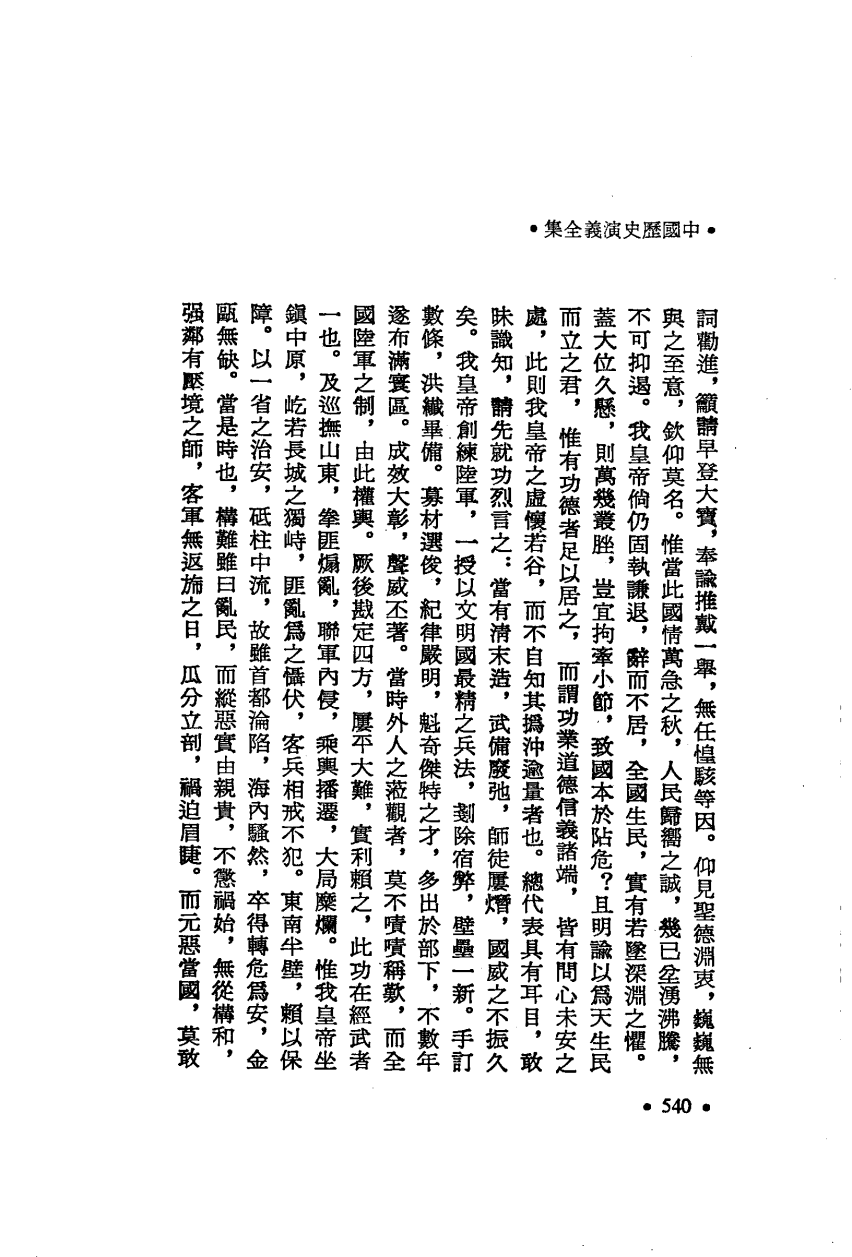 •中國歷史演義全集•
詞勸進，籲請早登大寶，奉諭推戴一舉，無任惶駭等因。仰見聖德淵衷，巍巍無
與之至意，欽仰莫名。惟當此國情萬急之秋，人民歸嚮之誠，幾已坌湧沸騰，
不可抑遏。我皇帝倘仍固執謙退，辭而不居，全國生民，實有若墜深淵之懼。
蓋大位久懸，則萬幾叢脞，豈宜拘牽小節，致國本於阽危？且明諭以爲天生民
而立之君，惟有功德者足以居之，而謂功業道德信義諸端，皆有問心未安之
處，此則我皇帝之虛懷若谷，而不自知其撝沖逾量者也。總代表具有耳目，敢
昧識知，請先就功烈言之：當有清末造，武備廢弛，師徒屢熸，國威之不振久
矣。我皇帝創練陸軍，一授以文明國最精之兵法，剗除宿弊，壁壘一新。手訂
數條，洪纖畢備。募材選俊，紀律嚴明，魁奇傑特之才，多出於部下，不數年
遂布滿寰區。成效大彰，聲威丕著。當時外人之蒞觀者，莫不嘖嘖稱歎，而全
國陸軍之制，由此權輿。厥後戡定四方，屢平大難，實利賴之，此功在經武者
一也。及巡撫山東，拳匪煽亂，聯軍內侵，乘輿播遷，大局糜爛。惟我皇帝坐
鎭中原，屹若長城之獨峙，匪亂爲之懾伏，客兵相戒不犯。東南半壁，賴以保
障。以一省之治安，砥柱中流，故雖首都淪陷，海內騷然，卒得轉危爲安，金
甌無缺。當是時也，構難雖曰亂民，而縱惡實由親貴，不懲禍始，無從構和，
强鄰有壓境之師，客軍無返旆之日，瓜分立剖，禍迫眉睫。而元惡當國，莫敢
•540•